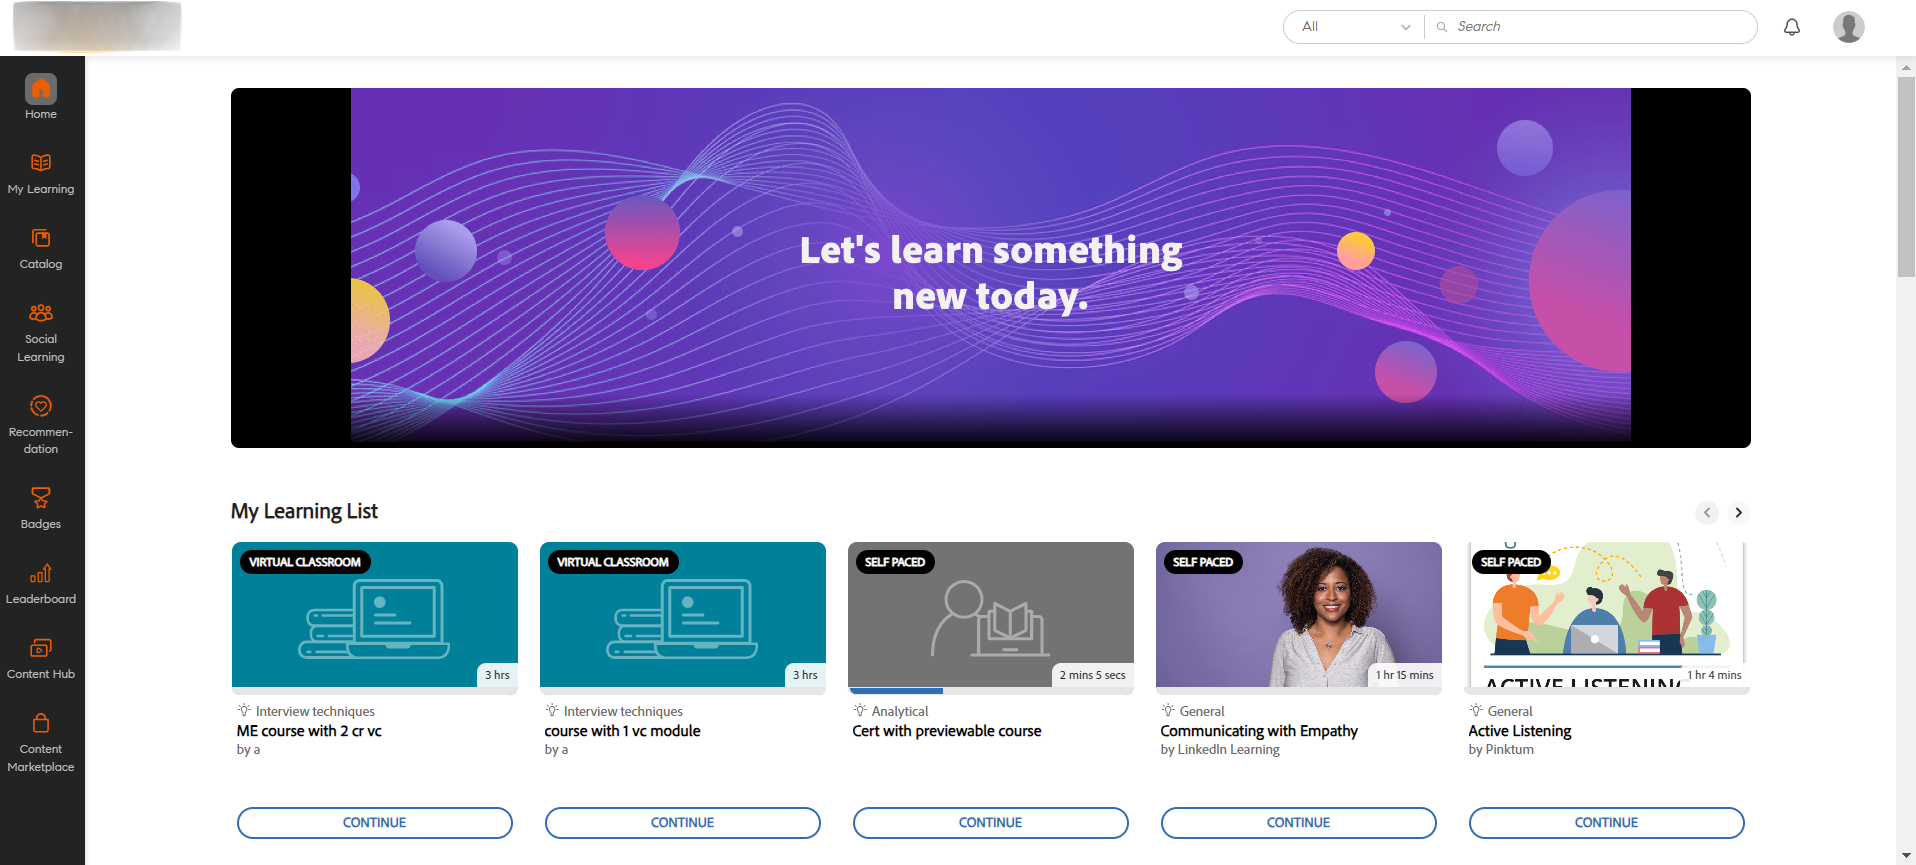 All
Search
Home
My Learning
Catalog
Social
Learning
Recommen-
dation
Badges
Leaderboard
Content Hub
Content
Marketplace
Let's learn something
new today.
My Learning List
VIRTUAL CLASSROOM
3 hrs
Interview techniques
ME course with 2 cr vc
by a
CONTINUE
VIRTUAL CLASSROOM
3 hrs
Interview techniques
course with 1 vc module
by a
CONTINUE
SELF PACED
2 mins 5 secs
Analytical
Cert with previewable course
CONTINUE
SELF PACED
1 hr 15 mins
General
Communicating with Empathy
by LinkedIn Learning
CONTINUE
SELF PACED
ACTIVE LISTENING
1 hr 4 mins
General
Active Listening
by Pinktum
CONTINUE